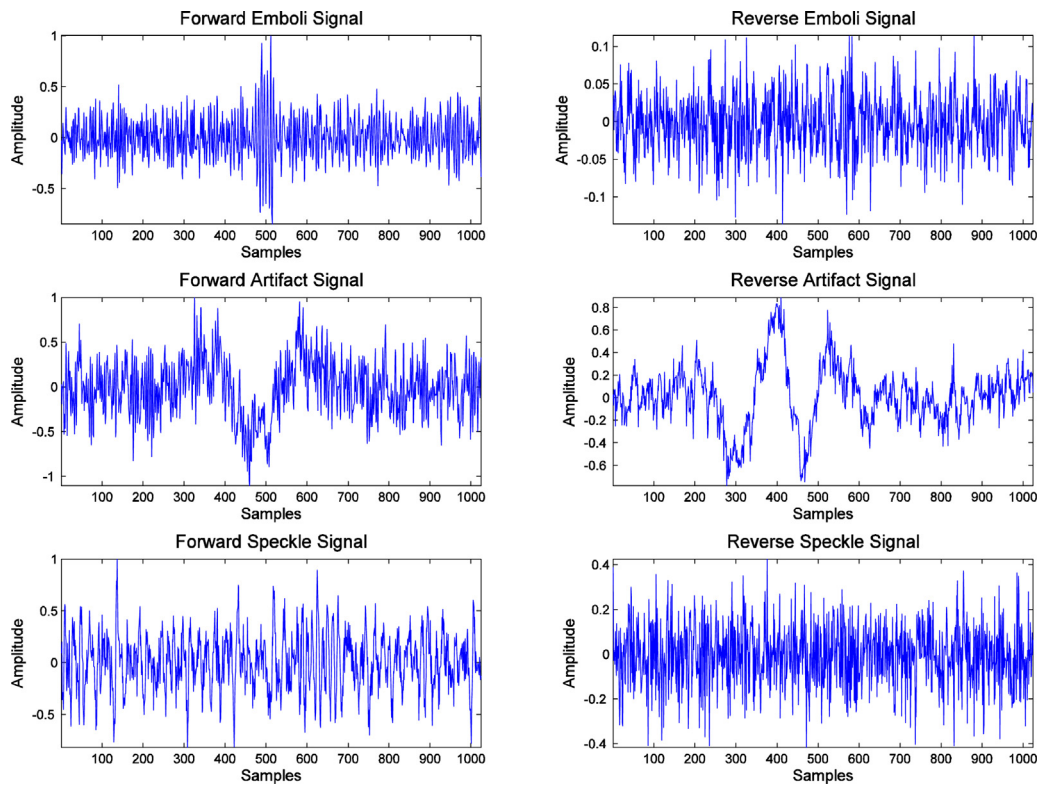 Forward Emboli Signal
1
0.5
0
-0.5
Amplitude
100 200 300 400 500 600 700 800 900 1000
Samples
Reverse Emboli Signal
0.1
0.05
0
-0.05
-0.1
Amplitude
100 200 300 400 500 600 700 800 900 1000
Samples
Forward Artifact Signal
1
0.5
0
-0.5
-1
Amplitude
100 200 300 400 500 600 700 800 900 1000
Samples
Reverse Artifact Signal
0.8
0.6
0.4
0.2
0
-0.2
-0.4
-0.6
Amplitude
100 200 300 400 500 600 700 800 900 1000
Samples
Forward Speckle Signal
1
0.5
0
-0.5
Amplitude
100 200 300 400 500 600 700 800 900 1000
Samples
Reverse Speckle Signal
0.4
0.2
0
-0.2
-0.4
Amplitude
100 200 300 400 500 600 700 800 900 1000
Samples